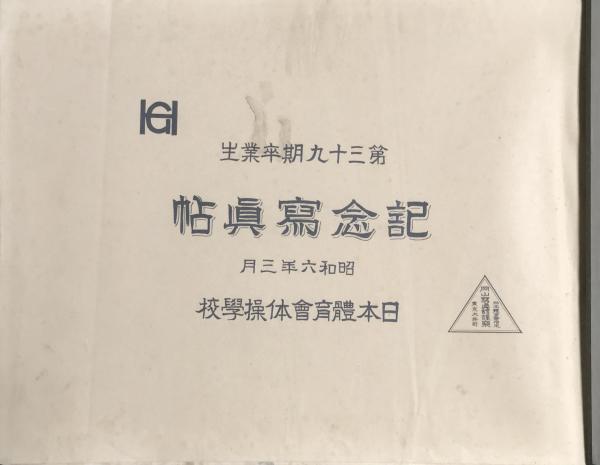 第三十九期卒業生
記念寫眞帖
昭和六年三月
日本體育會体操學校